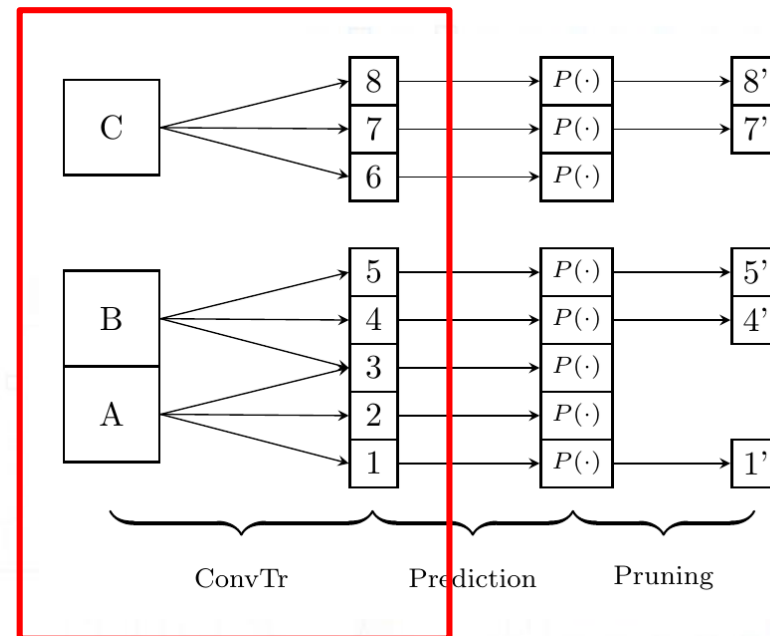 8 P(·) 8'
C 7 P(·) 7'
6 P(·)
5 P(·) 5'
B 4 P(·) 4'
3 P(·)
A 2 P(·)
1 P(·) 1'
ConvTr Prediction Pruning